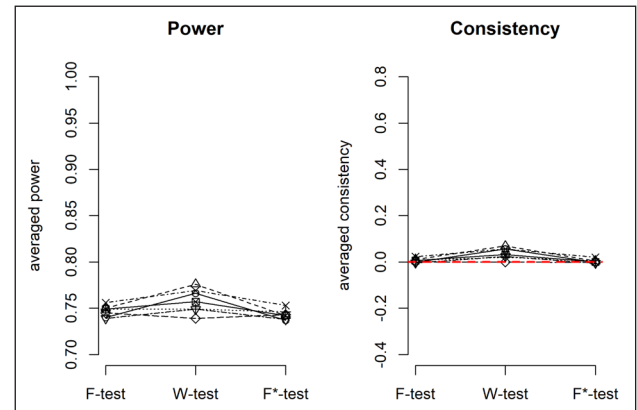 Power
averaged power
1.00
0.95
0.90
0.85
0.80
0.75
0.70
F-test W-test F*-test
Consistency
averaged consistency
0.8
0.6
0.4
0.2
0.0
-0.2
-0.4
F-test W-test F*-test